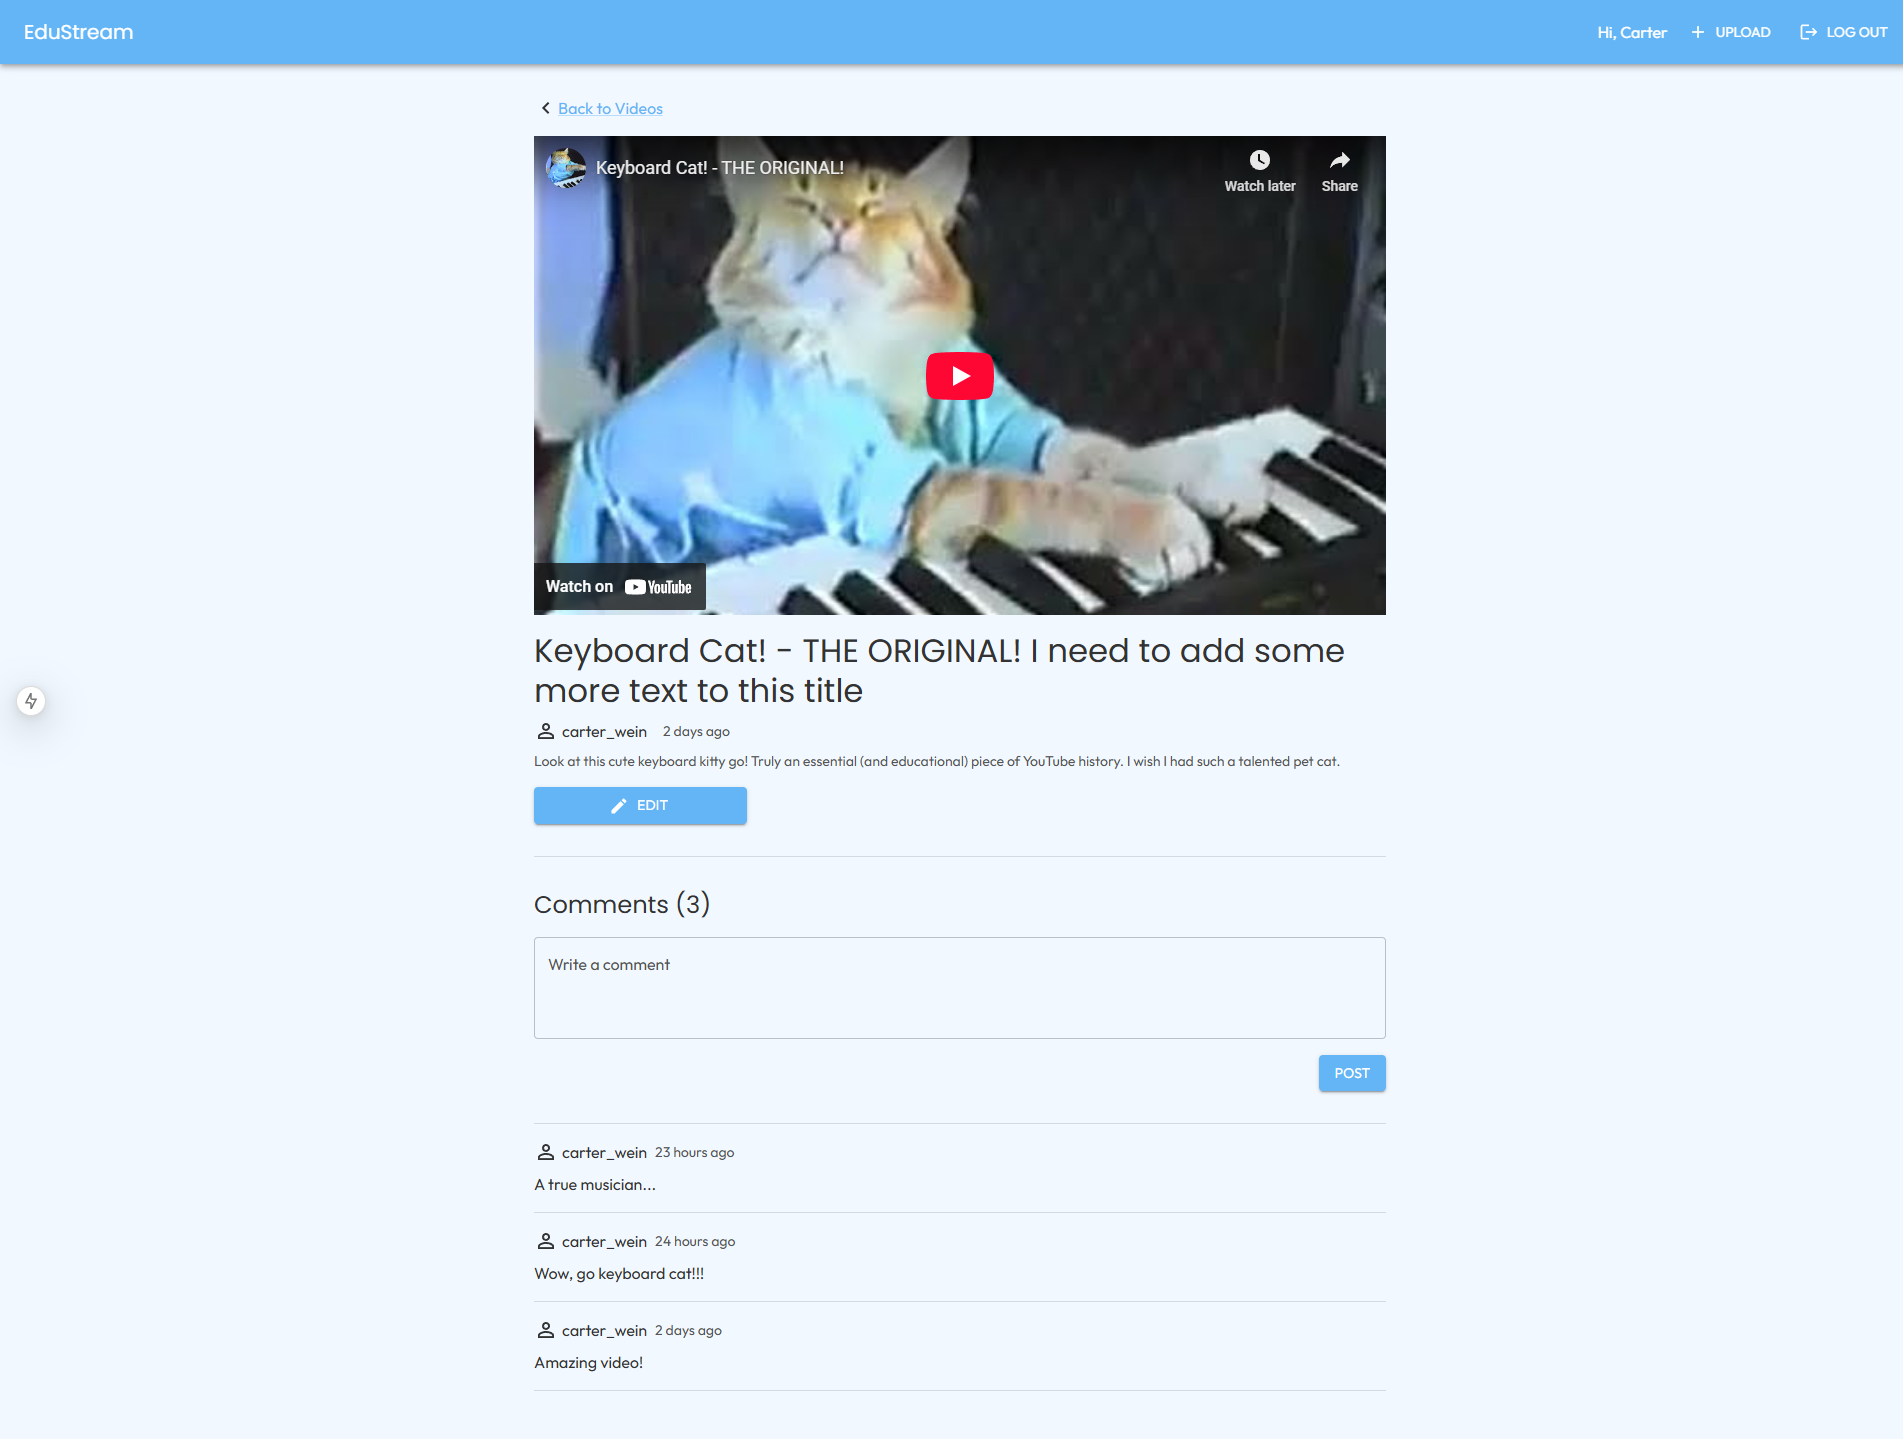 EduStream
Hi, Carter
UPLOAD
LOG OUT
Back to Videos
Keyboard Cat! - THE ORIGINAL!
Watch later
Share
Watch on YouTube
Keyboard Cat! - THE ORIGINAL! I need to add some
more text to this title
carter_wein 2 days ago
Look at this cute keyboard kitty go! Truly an essential (and educational) piece of YouTube history. I wish I had such a talented pet cat.
EDIT
Comments (3)
Write a comment
POST
carter_wein 23 hours ago
A true musician...
carter_wein 24 hours ago
Wow, go keyboard cat!!!
carter_wein 2 days ago
Amazing video!